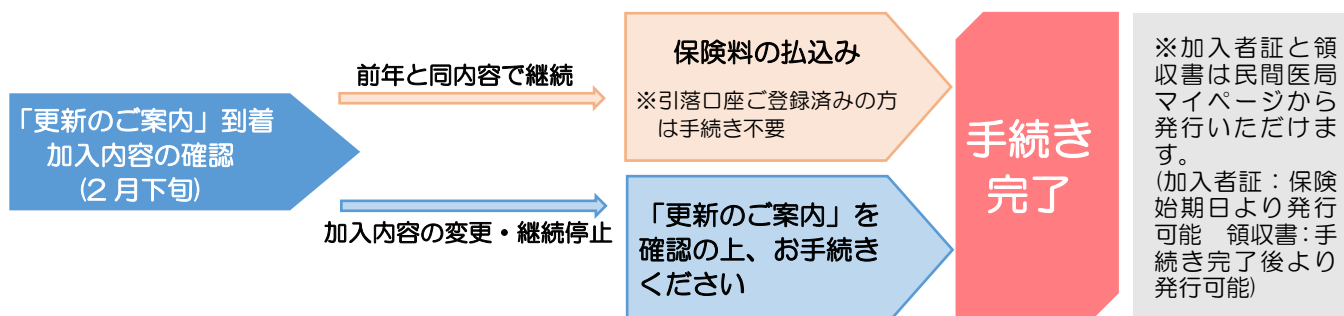 「更新のご案内」到着
加入内容の確認
(2 月下旬)
前年と同内容で継続
加入内容の変更・継続停止
保険料の払込み
※引落口座ご登録済みの方
は手続き不要
「更新のご案内」を
確認の上、お手続き
ください
手続き
完了
※加入者証と領
収書は民間医局
マイページから
発行いただけま
す。
(加入者証：保険
始期日より発行
可能　領収書：手
続き完了後より
発行可能)